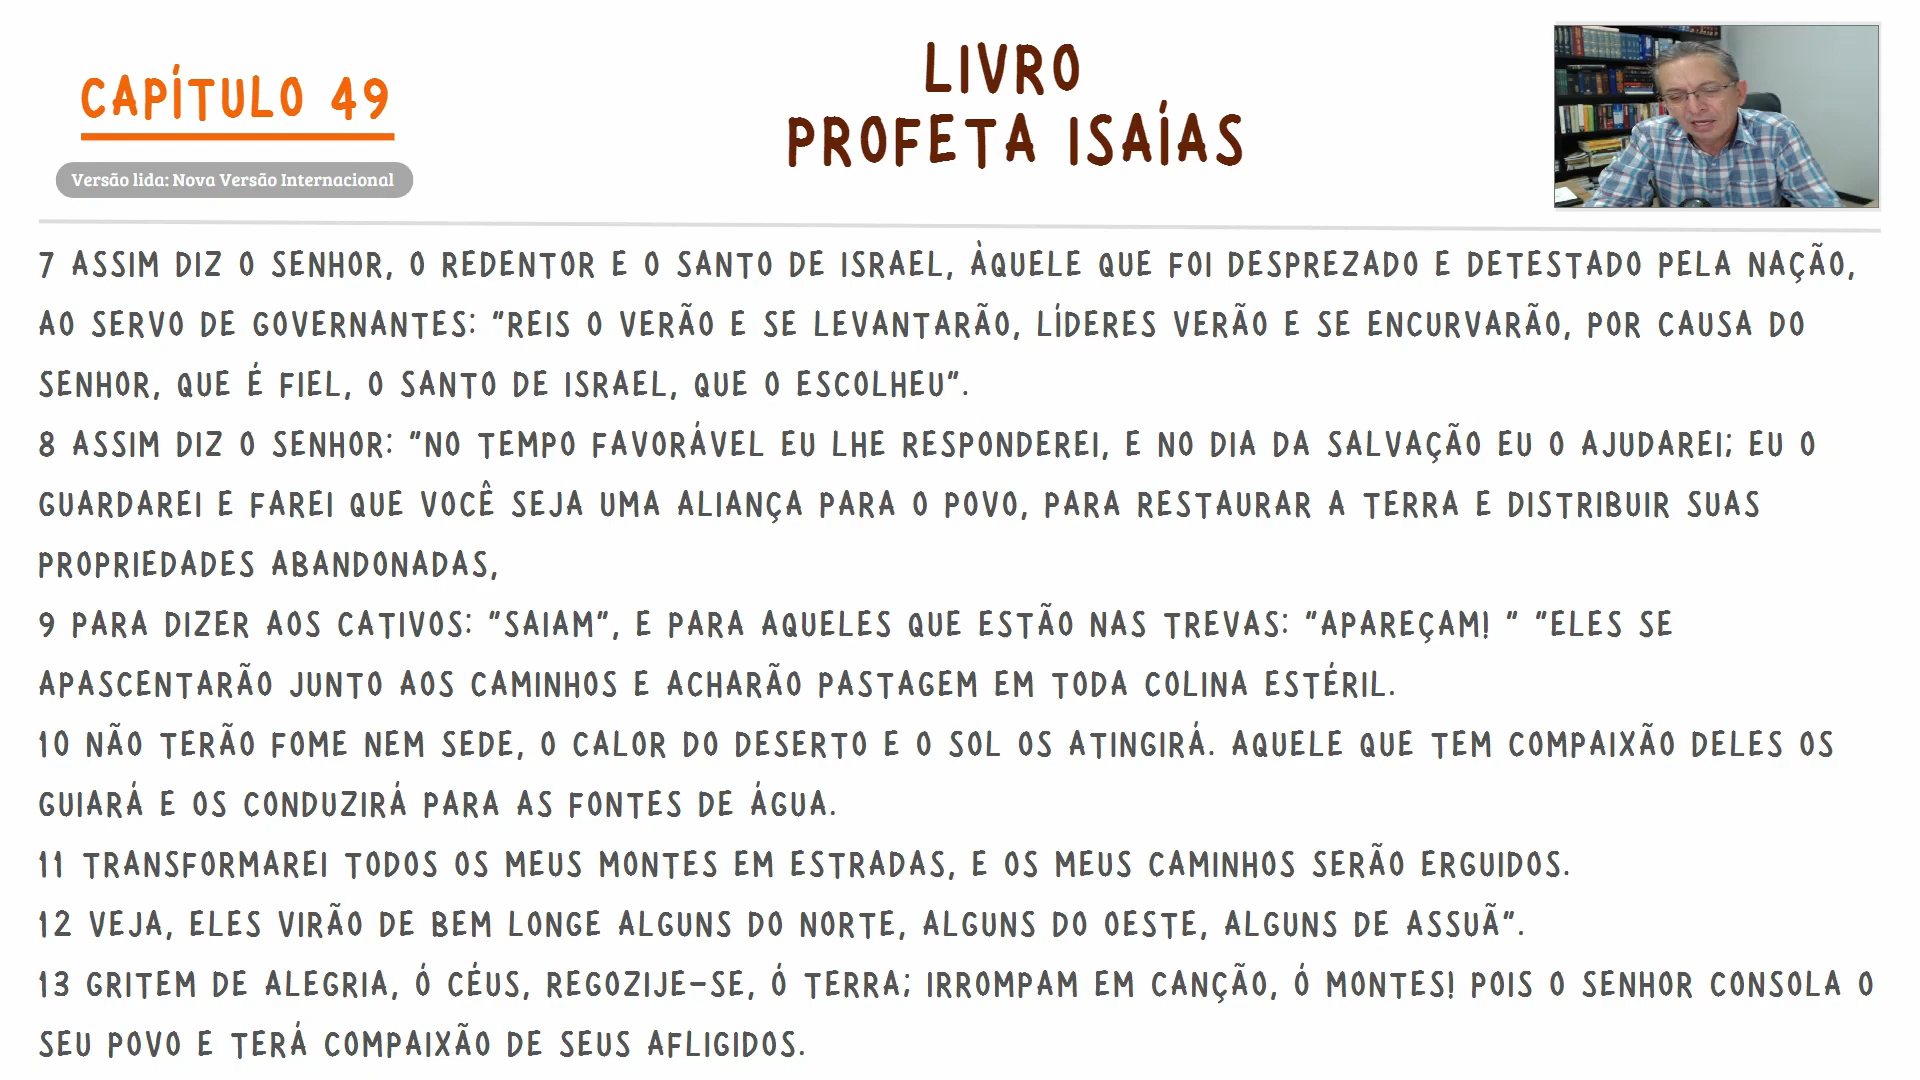 CAPÍTULO 49
Versão lida: Nova Versão Internacional
LIVRO
PROFETA ISAÍAS
7 ASSIM DIZ O SENHOR, O REDENTOR E O SANTO DE ISRAEL, ÀQUELE QUE FOI DESPREZADO E DETESTADO PELA NAÇÃO,
AO SERVO DE GOVERNANTES: "REIS O VERÃO E SE LEVANTARÃO, LÍDERES VERÃO E SE ENCURVARÃO, POR CAUSA DO
SENHOR, QUE É FIEL, O SANTO DE ISRAEL, QUE O ESCOLHEU".
8 ASSIM DIZ O SENHOR: "NO TEMPO FAVORÁVEL EU LHE RESPONDEREI, E NO DIA DA SALVAÇÃO EU O AJUDAREI; EU O
GUARDAREI E FAREI QUE VOCÊ SEJA UMA ALIANÇA PARA O POVO, PARA RESTAURAR A TERRA E DISTRIBUIR SUAS
PROPRIEDADES ABANDONADAS,
9 PARA DIZER AOS CATIVOS: "SAIAM", E PARA AQUELES QUE ESTÃO NAS TREVAS: "APAREÇAM! " "ELES SE
APASCENTARÃO JUNTO AOS CAMINHOS E ACHARÃO PASTAGEM EM TODA COLINA ESTÉRIL.
10 NÃO TERÃO FOME NEM SEDE, O CALOR DO DESERTO E O SOL OS ATINGIRÁ. AQUELE QUE TEM COMPAIXÃO DELES OS
GUIARÁ E OS CONDUZIRÁ PARA AS FONTES DE ÁGUA.
11 TRANSFORMAREI TODOS OS MEUS MONTES EM ESTRADAS, E OS MEUS CAMINHOS SERÃO ERGUIDOS.
12 VEJA, ELES VIRÃO DE BEM LONGE ALGUNS DO NORTE, ALGUNS DO OESTE, ALGUNS DE ASSUÃ".
13 GRITEM DE ALEGRIA, Ó CÉUS, REGOZIJE-SE, Ó TERRA; IRROMPAM EM CANÇÃO, Ó MONTES! POIS O SENHOR CONSOLA O
SEU POVO E TERÁ COMPAIXÃO DE SEUS AFLIGIDOS.